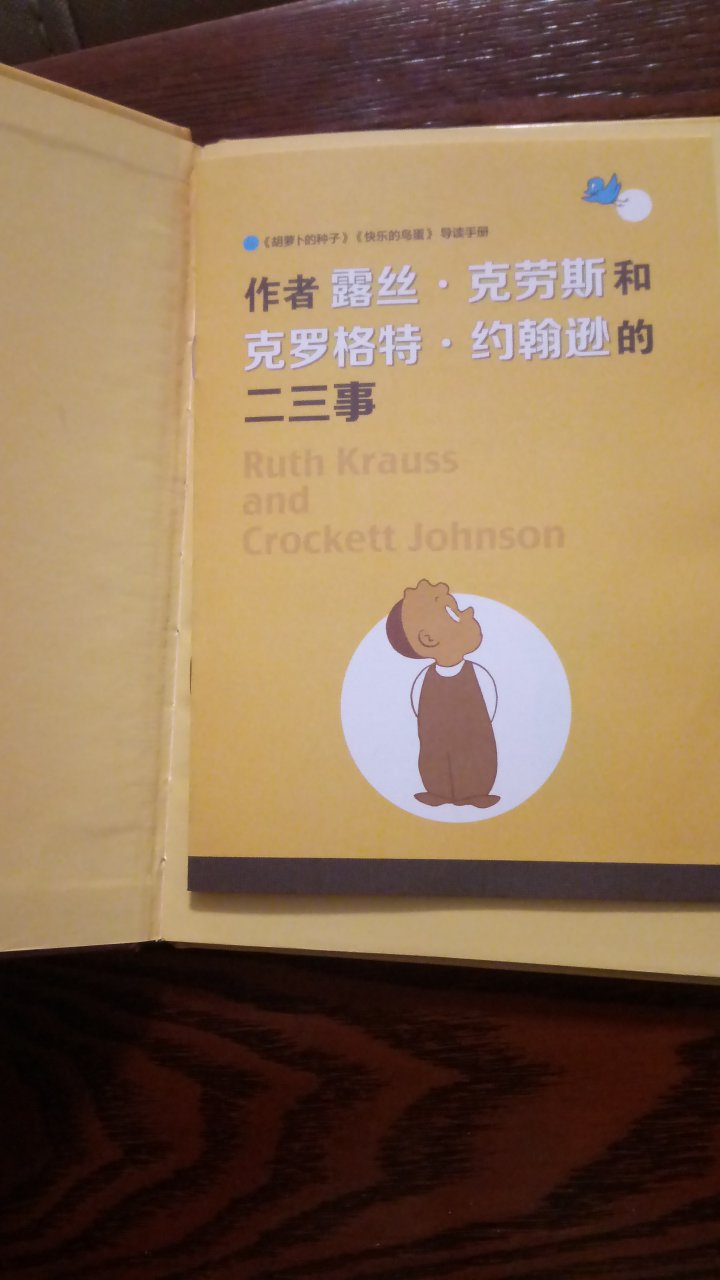 《胡萝卜的种子》《快乐的鸟蛋》导读手册
作者 露丝·克劳斯和
克罗格特·约翰逊的
二三事
Ruth Krauss
and
Crockett Johnson